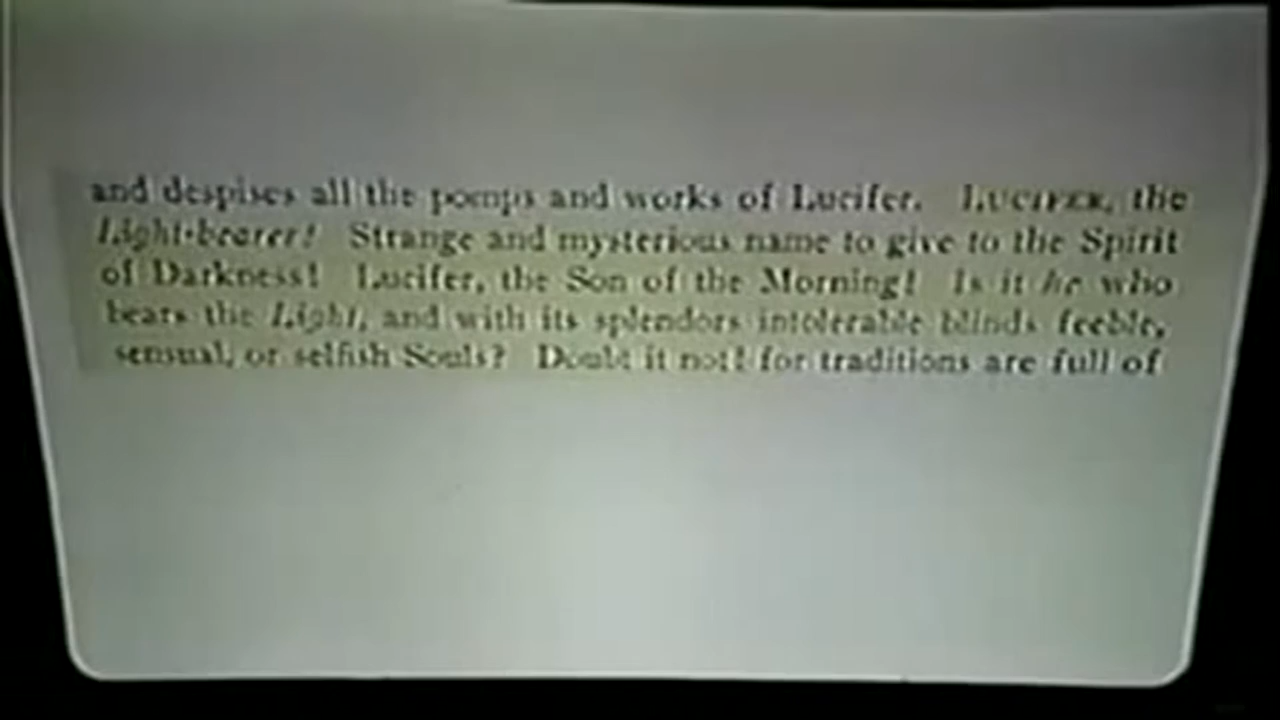 and despises all the pomps and works of Lucifer. LUCIFER, the
Light-bearer! Strange and mysterious name to give to the Spirit
of Darkness! Lucifer, the Son of the Morning! Is it he who
bears the Light, and with its splendors intolerable blinds feeble,
sensual, or selfish Souls? Doubt it not! for traditions are full of